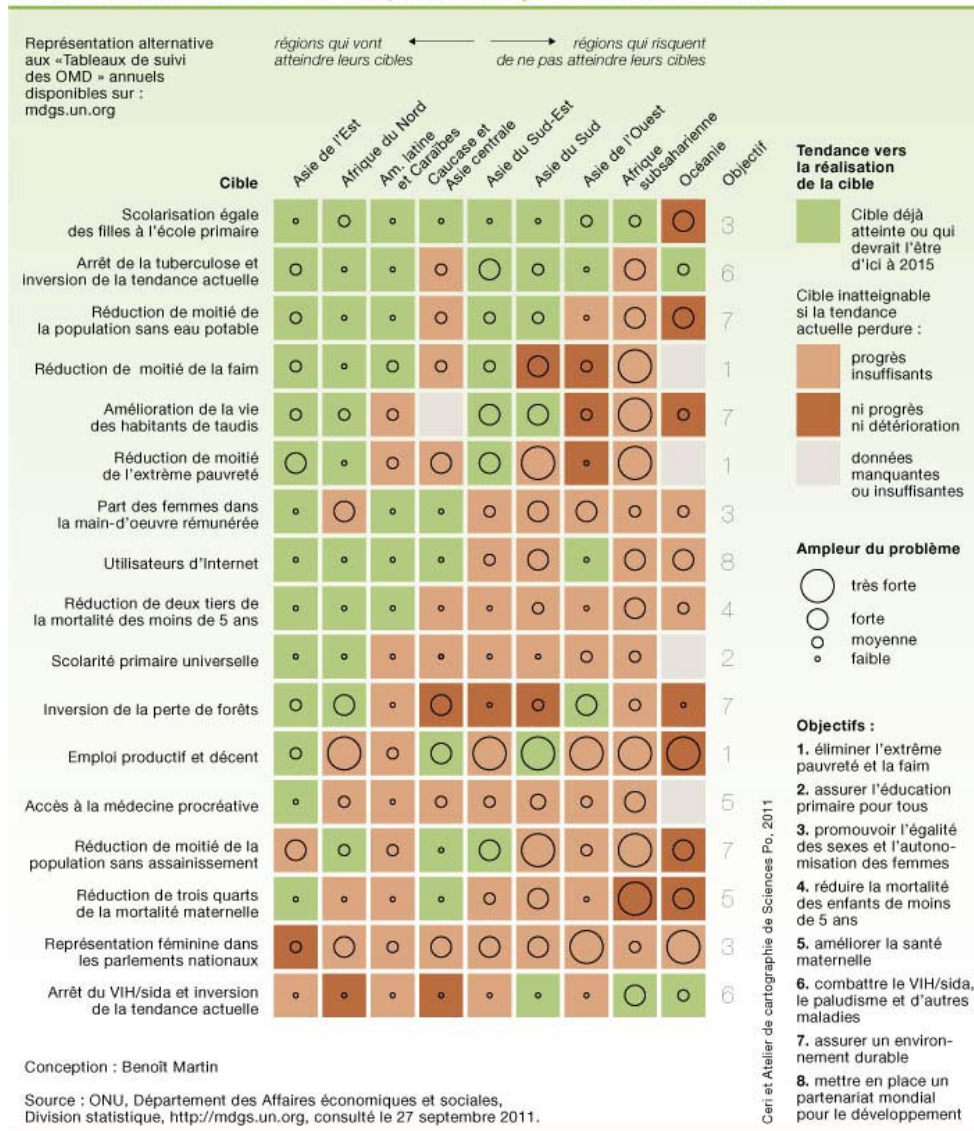 Représentation alternative
aux «Tableaux de suivi
des OMD » annuels
disponibles sur :
mdgs.un.org
régions qui vont
atteindre leurs cibles
régions qui risquent
de ne pas atteindre leurs cibles
Cible
Asie de l'Est
Afrique du Nord
Am. latine
et Caraïbes
Caucase et
Asie centrale
Asie du Sud-Est
Asie du Sud
Asie de l'Ouest
Afrique
subsaharienne
Océanie
Objectif
Scolarisation égale
des filles à l'école primaire
3
Arrêt de la tuberculose et
inversion de la tendance actuelle
6
Réduction de moitié de
la population sans eau potable
7
Réduction de moitié de la faim
1
Amélioration de la vie
des habitants de taudis
7
Réduction de moitié
de l'extrême pauvreté
1
Part des femmes dans
la main-d'oeuvre rémunérée
3
Utilisateurs d'Internet
8
Réduction de deux tiers de
la mortalité des moins de 5 ans
4
Scolarité primaire universelle
2
Inversion de la perte de forêts
7
Emploi productif et décent
1
Accès à la médecine procréative
5
Réduction de moitié de la
population sans assainissement
7
Réduction de trois quarts
de la mortalité maternelle
5
Représentation féminine dans
les parlements nationaux
3
Arrêt du VIH/sida et inversion
de la tendance actuelle
6
Tendance vers
la réalisation
de la cible
Cible déjà
atteinte ou qui
devrait l'être
d'ici à 2015
Cible inatteignable
si la tendance
actuelle perdure :
progrès
insuffisants
ni progrès
ni détérioration
données
manquantes
ou insuffisantes
Ampleur du problème
très forte
forte
moyenne
faible
Objectifs :
1. éliminer l'extrême
pauvreté et la faim
2. assurer l'éducation
primaire pour tous
3. promouvoir l'égalité
des sexes et l'autono-
misation des femmes
4. réduire la mortalité
des enfants de moins
de 5 ans
5. améliorer la santé
maternelle
6. combattre le VIH/sida,
le paludisme et d'autres
maladies
7. assurer un environ-
nement durable
8. mettre en place un
partenariat mondial
pour le développement
Ceri et Atelier de cartographie de Sciences Po, 2011
Conception : Benoît Martin
Source : ONU, Département des Affaires économiques et sociales,
Division statistique, http://mdgs.un.org, consulté le 27 septembre 2011.